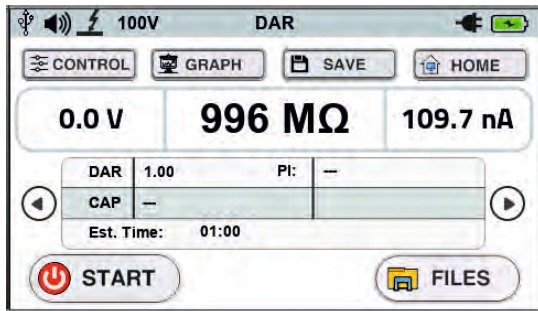 100V DAR
CONTROL GRAPH SAVE HOME
0.0 V 996 MΩ 109.7 nA
DAR 1.00 PI: —
CAP —
Est. Time: 01:00
START FILES